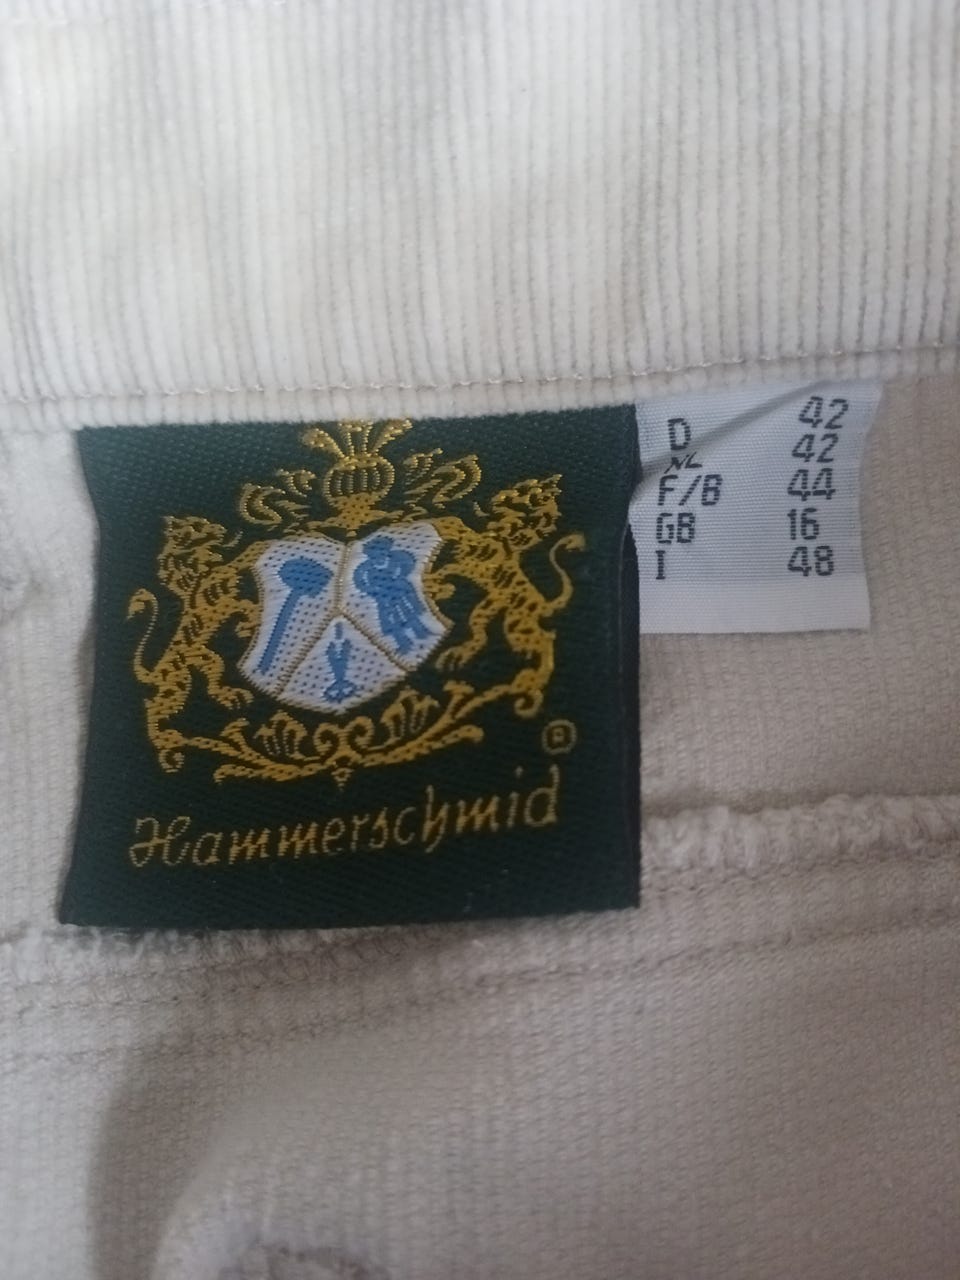 Hammerschmid
®
D 42
NL 42
F/B 44
GB 16
I 48